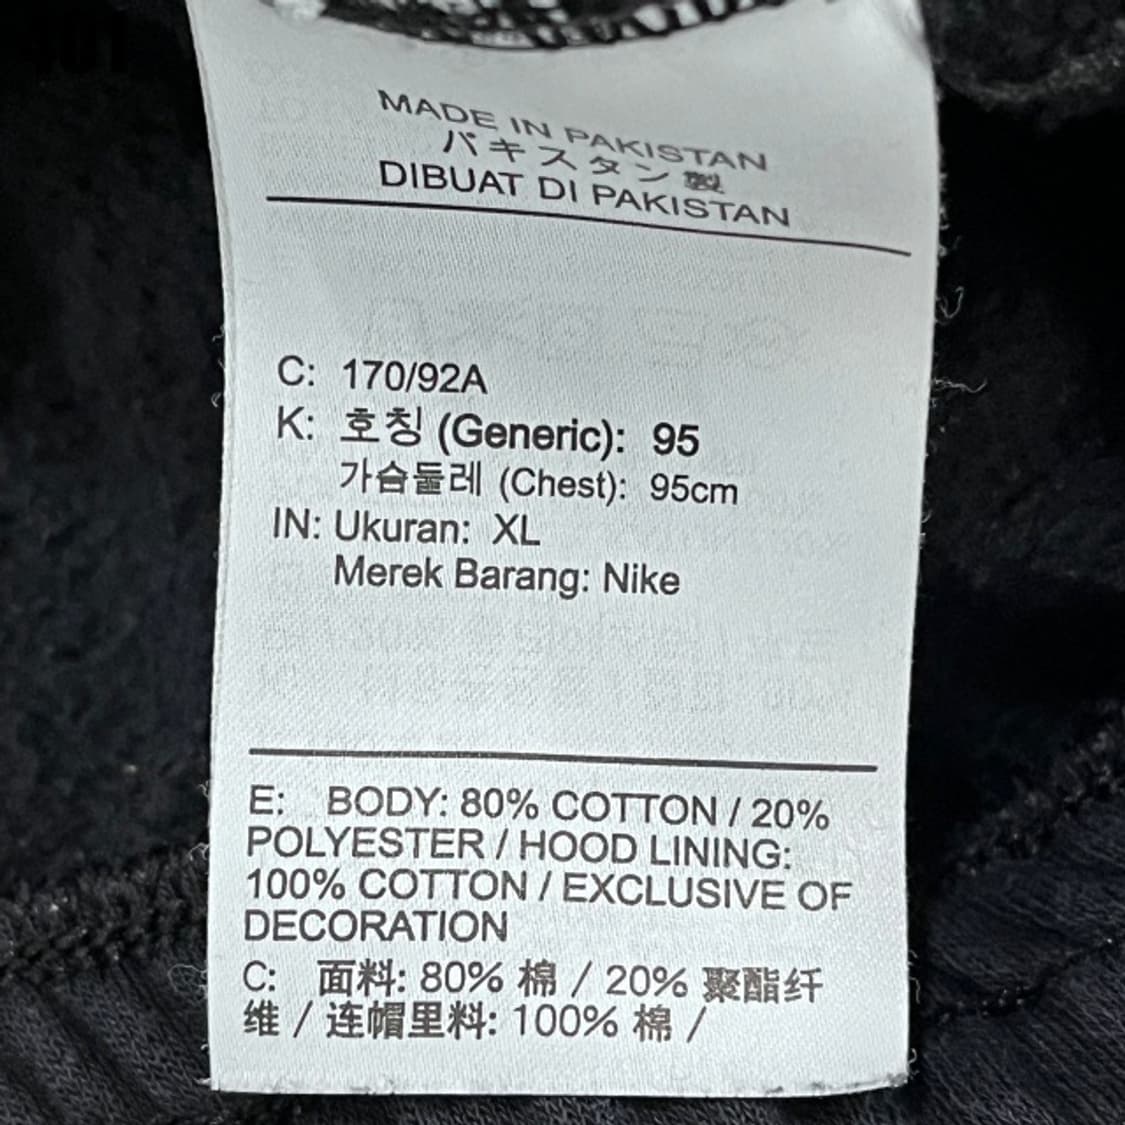 MADE IN PAKISTAN
パキスタン製
DIBUAT DI PAKISTAN
C: 170/92A
K: 호칭 (Generic): 95
가슴둘레 (Chest): 95cm
IN: Ukuran: XL
Merek Barang: Nike
E: BODY: 80% COTTON / 20%
POLYESTER / HOOD LINING:
100% COTTON / EXCLUSIVE OF
DECORATION
C: 面料: 80% 棉 / 20% 聚酯纤
维 / 连帽里料: 100% 棉 /